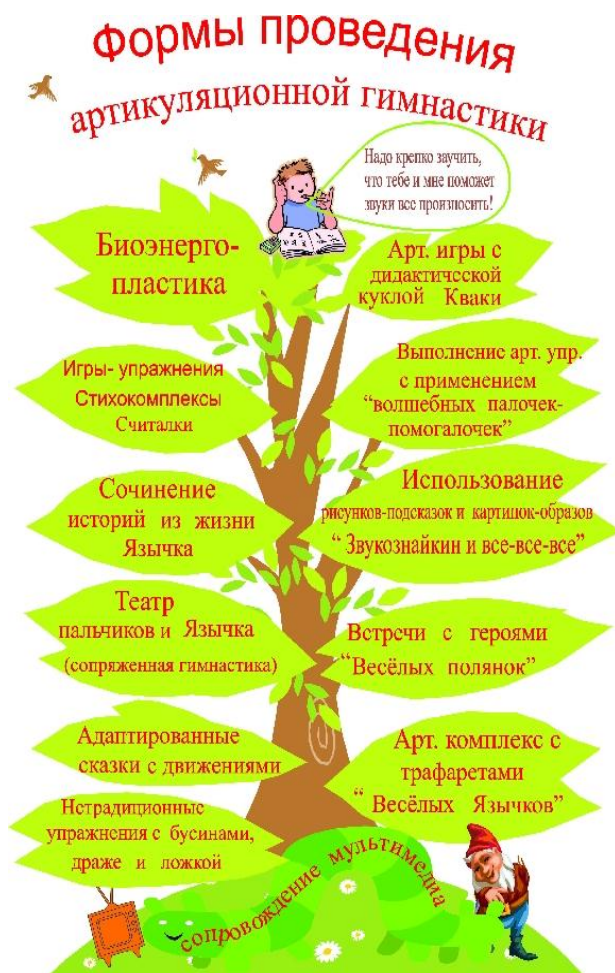 Формы проведения
артикуляционной гимнастики
Надо крепко заучить,
что тебе и мне поможет
звуки все произносить!
Биоэнерго-
пластика
Арт. игры с
дидактической
куклой Кваки
Игры- упражнения
Стихокомплексы
Считалки
Выполнение арт. упр.
с применением
“волшебных палочек-
помогалочек”
Сочинение
историй из жизни
Язычка
Использование
рисунков-подсказок и картинок-образов
“ Звукознайкин и все-все-все”
Театр
пальчиков и Язычка
(сопряженная гимнастика)
Встречи с героями
“Весёлых полянок”
Адаптированные
сказки с движениями
Арт. комплекс с
трафаретами
“ Весёлых Язычков”
Нетрадиционные
упражнения с бусинами,
драже и ложкой
сопровождение мультимедиа